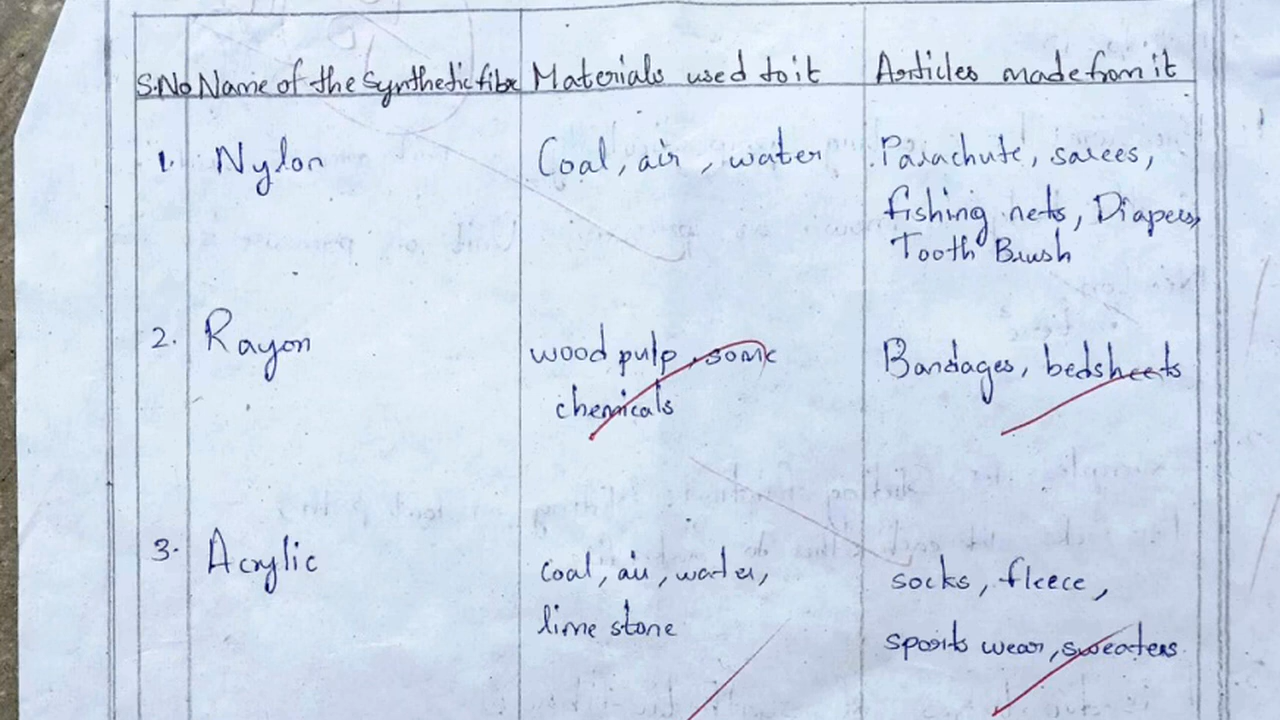 S.No Name of the Synthetic fibre Materials used to it Articles made from it
1. Nylon Coal, air, water Parachute, sarees,
fishing nets, Diapers,
Tooth Brush
2. Rayon wood pulp, some Bandages, bedsheets
chemicals
3. Acrylic Coal, air, water, socks, fleece,
lime stone sports wear, sweaters